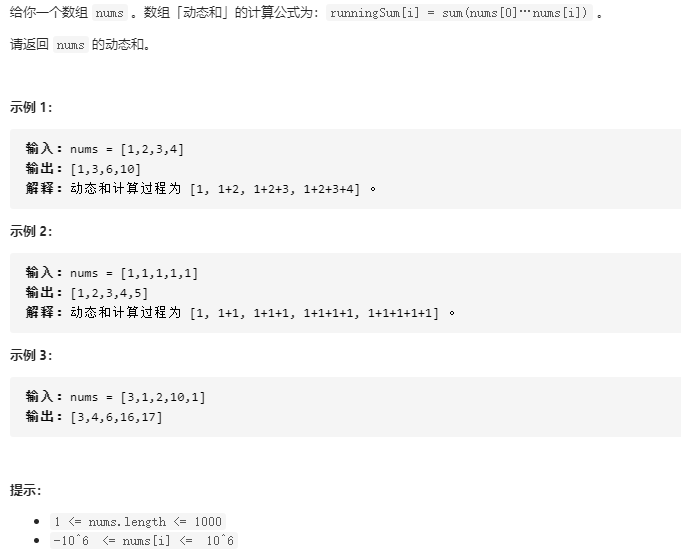 给你一个数组 nums 。数组「动态和」的计算公式为：runningSum[i] = sum(nums[0]…nums[i]) 。
请返回 nums 的动态和。
示例 1：
输入：nums = [1,2,3,4]
输出：[1,3,6,10]
解释：动态和计算过程为 [1, 1+2, 1+2+3, 1+2+3+4] 。
示例 2：
输入：nums = [1,1,1,1,1]
输出：[1,2,3,4,5]
解释：动态和计算过程为 [1, 1+1, 1+1+1, 1+1+1+1, 1+1+1+1+1] 。
示例 3：
输入：nums = [3,1,2,10,1]
输出：[3,4,6,16,17]
提示：
• 1 <= nums.length <= 1000
• -10^6 <= nums[i] <= 10^6